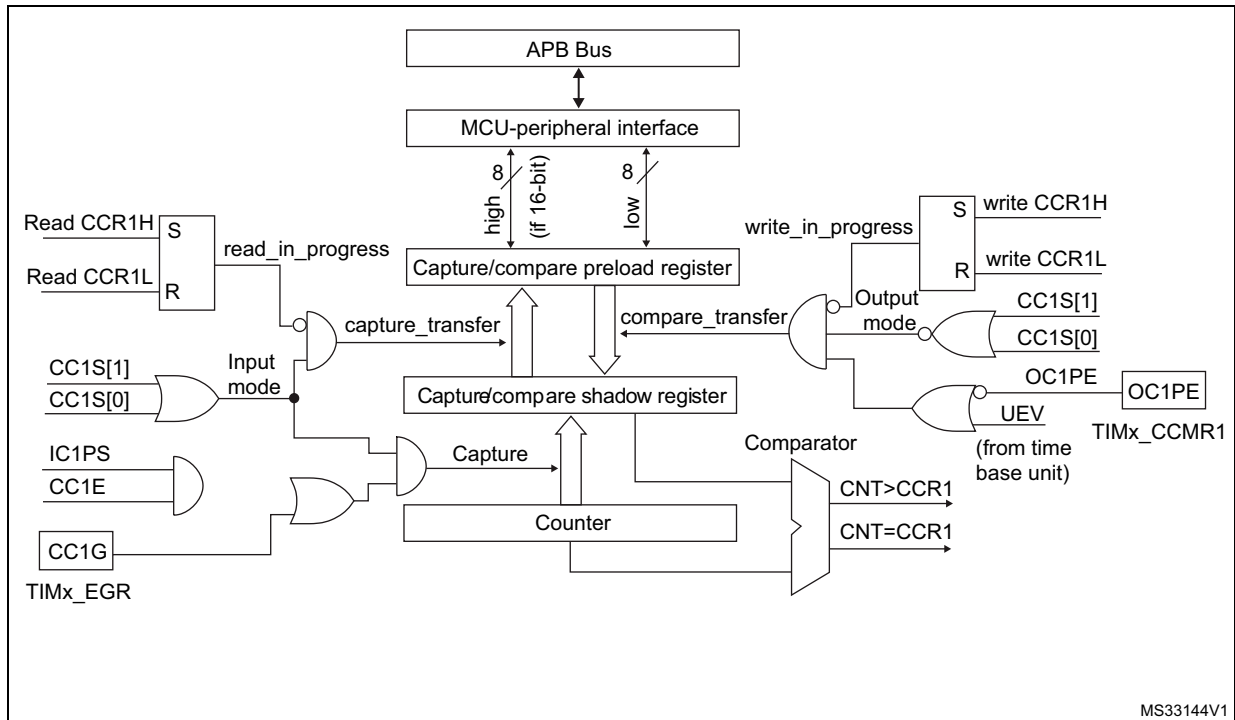 APB Bus
MCU-peripheral interface
8
high
(if 16-bit)
8
low
Read CCR1H
S
read_in_progress
Read CCR1L
R
write_in_progress
S
write CCR1H
R
write CCR1L
Capture/compare preload register
capture_transfer
compare_transfer
Output
mode
CC1S[1]
CC1S[0]
CC1S[1]
CC1S[0]
Input
mode
Capture/compare shadow register
OC1PE
OC1PE
UEV
TIMx_CCMR1
(from time
base unit)
IC1PS
CC1E
Capture
Comparator
CNT>CCR1
CNT=CCR1
Counter
CC1G
TIMx_EGR
MS33144V1